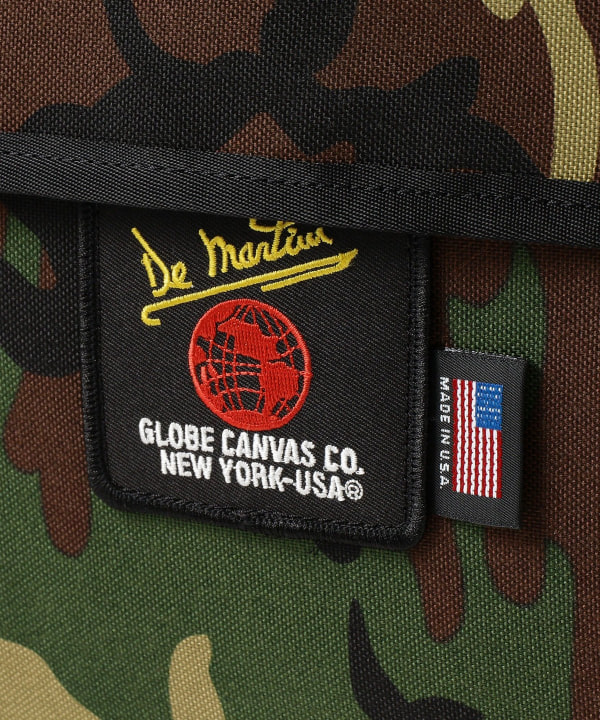 De Martini
GLOBE CANVAS CO.
NEW YORK-USA®
MADE IN U.S.A.